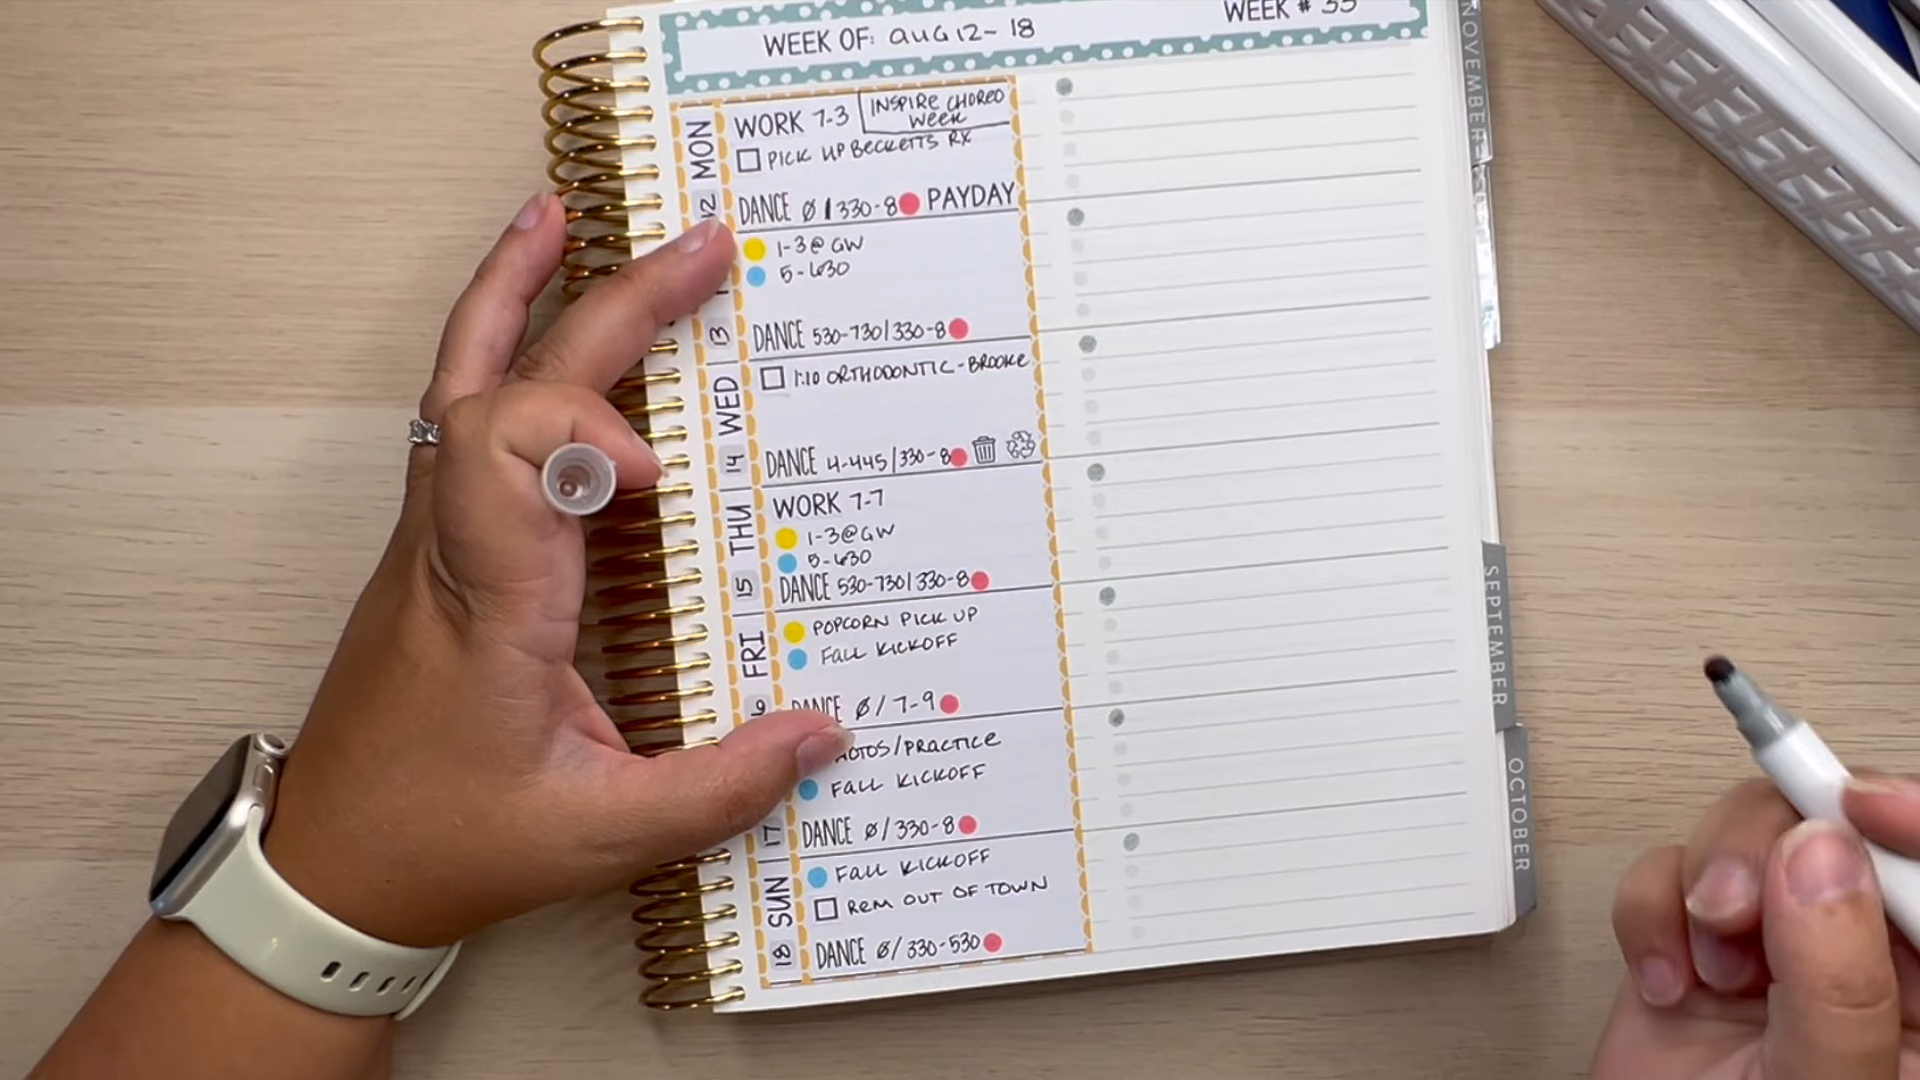 WEEK OF: AUG 12-18
WEEK # 33
MON
12
WORK 7-3
INSPIRE CHOREO
WEEK
PICK UP BECKETTS RX
DANCE Ø/330-8 PAYDAY
13
1-3@GW
5-630
DANCE 530-730/330-8
WED
14
1:10 ORTHODONTIC-BROOKE
DANCE 4-445/330-8
THU
15
WORK 7-7
1-3@GW
5-630
DANCE 530-730/330-8
FRI
POPCORN PICK UP
FALL KICKOFF
DANCE Ø/7-9
17
/PRACTICE
FALL KICKOFF
DANCE Ø/330-8
SUN
18
FALL KICKOFF
REM OUT OF TOWN
DANCE Ø/330-530
NOVEMBER
SEPTEMBER
OCTOBER